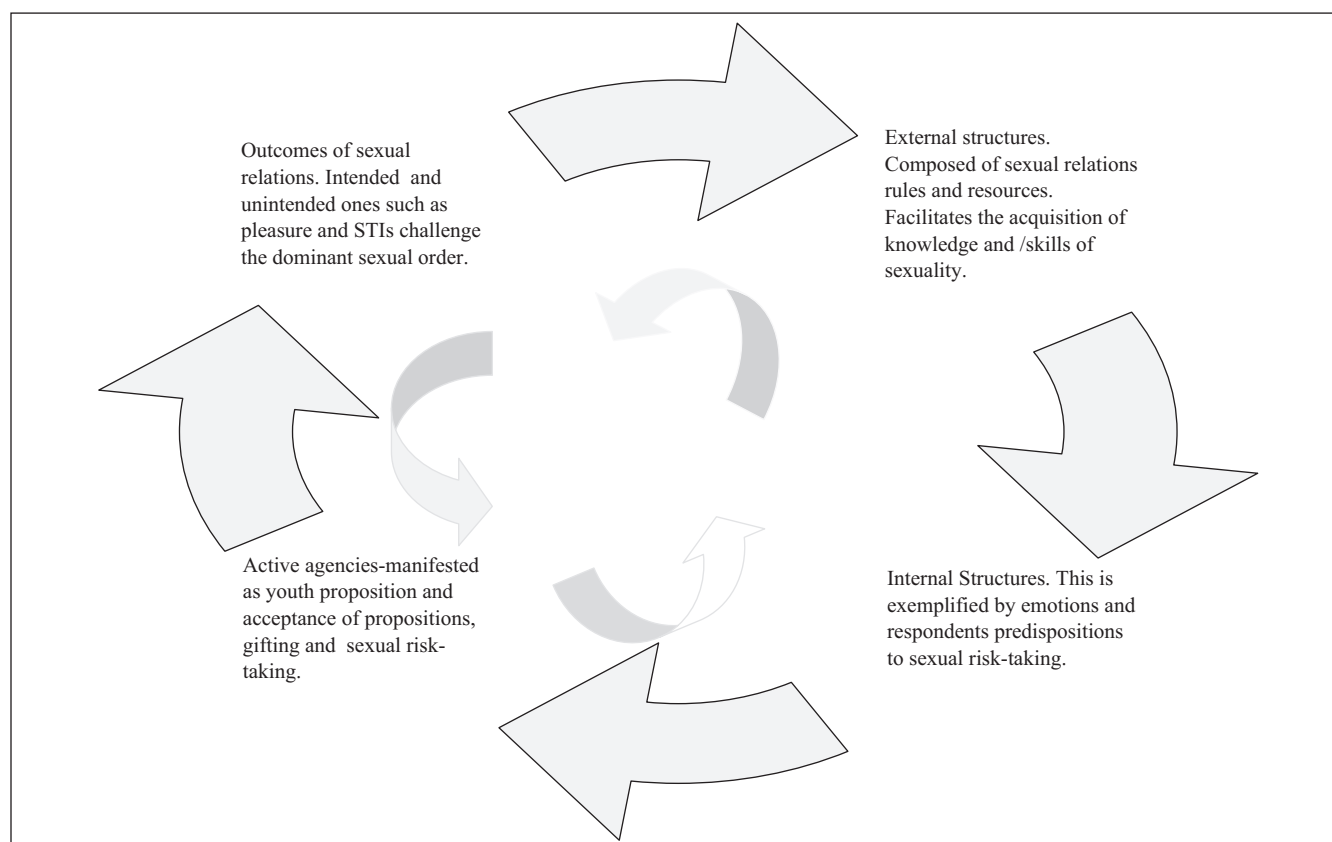 Outcomes of sexual
relations. Intended and
unintended ones such as
pleasure and STIs challenge
the dominant sexual order.
External structures.
Composed of sexual relations
rules and resources.
Facilitates the acquisition of
knowledge and /skills of
sexuality.
Active agencies-manifested
as youth proposition and
acceptance of propositions,
gifting and sexual risk-
taking.
Internal Structures. This is
exemplified by emotions and
respondents predispositions
to sexual risk-taking.